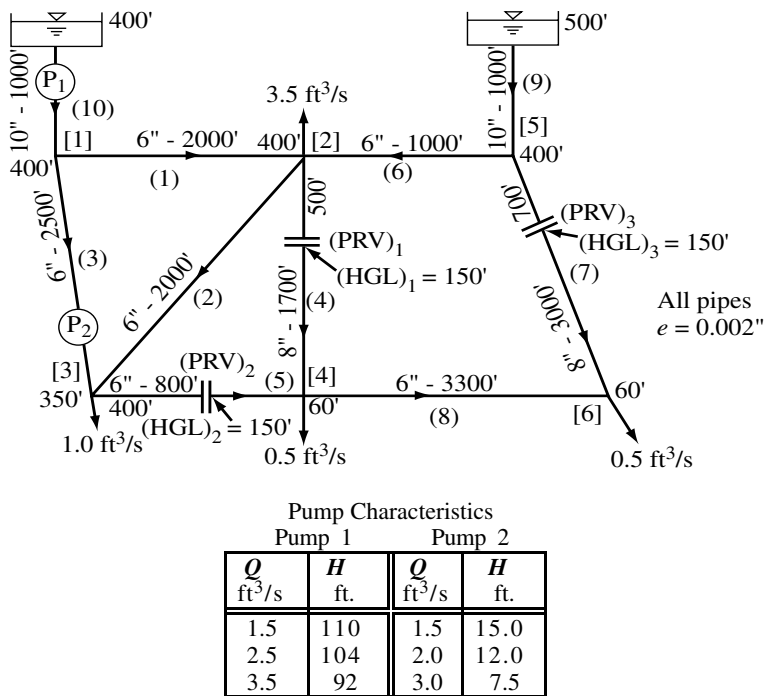 400'
500'
P1
10" - 1000'
(10)
3.5 ft³/s
10" - 1000'
(9)
[1]
6" - 2000'
400'
[2]
6" - 1000'
[5]
400'
(1)
(6)
400'
6" - 2500'
(3)
500'
(PRV)1
(HGL)1 = 150'
700'
(PRV)3
(HGL)3 = 150'
(7)
6" - 2000'
(2)
8" - 1700'
(4)
8" - 3000'
All pipes
e = 0.002"
P2
[3]
350'
6" - 800'
400'
(PRV)2
(HGL)2 = 150'
(5)
[4]
60'
6" - 3300'
(8)
60'
[6]
1.0 ft³/s
0.5 ft³/s
0.5 ft³/s
Pump Characteristics
Pump 1 Pump 2
Q H Q H
ft³/s ft. ft³/s ft.
1.5 110 1.5 15.0
2.5 104 2.0 12.0
3.5 92 3.0 7.5